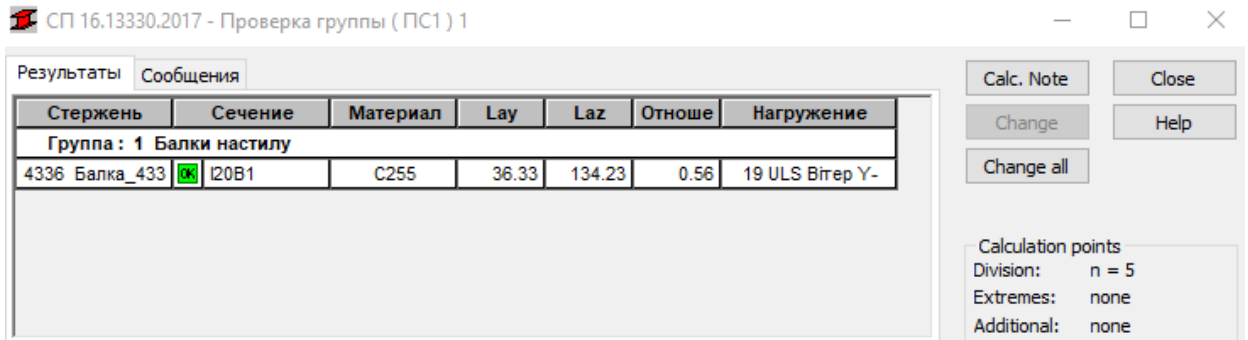 СП 16.13330.2017 - Проверка группы ( ПС1 ) 1
Результаты Сообщения
Calc. Note Close
Стержень Сечение Материал Lay Laz Отноше Нагружение
Change Help
Группа : 1 Балки настилу
4336 Балка_433 OK I20B1 C255 36.33 134.23 0.56 19 ULS Вітер Y-
Change all
Calculation points
Division: n = 5
Extremes: none
Additional: none